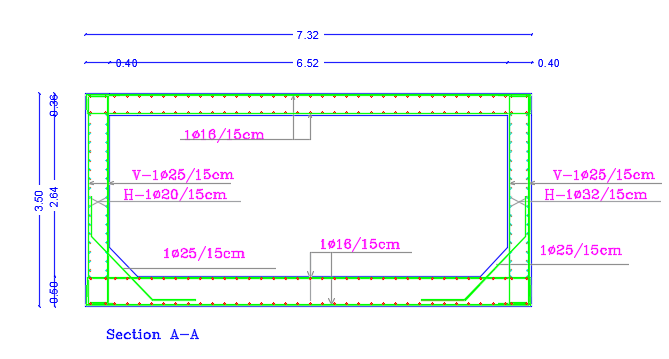 7.32
0.40 6.52 0.40
0.36
1ø16/15cm
V-1ø25/15cm V-1ø25/15cm
H-1ø20/15cm H-1ø32/15cm
3.50 2.64
1ø25/15cm 1ø16/15cm 1ø25/15cm
0.50
Section A-A